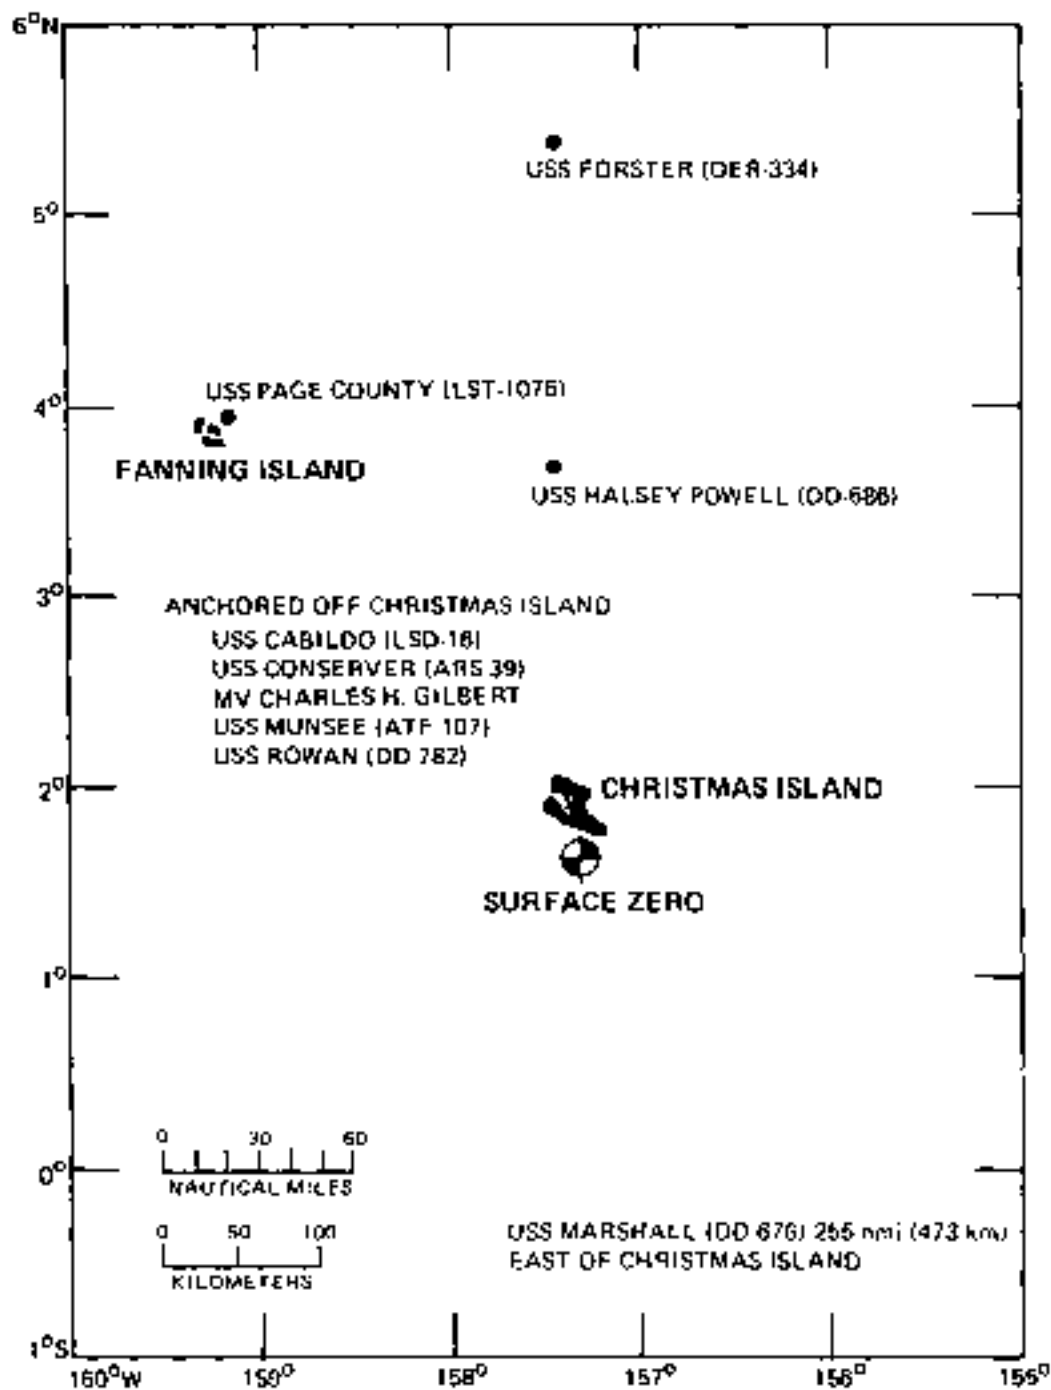 6°N
USS FORSTER (DER-334)
5°
USS PAGE COUNTY (LST-1076)
4°
FANNING ISLAND
USS HALSEY POWELL (DD-686)
3°
ANCHORED OFF CHRISTMAS ISLAND
USS CABILDO (LSD-16)
USS CONSERVER (ARS 39)
MV CHARLES H. GILBERT
USS MUNSEE (ATF 107)
USS ROWAN (DD 782)
2°
CHRISTMAS ISLAND
SURFACE ZERO
1°
0 30 60
0°
NAUTICAL MILES
0 50 100
USS MARSHALL (DD 676) 255 nmi (473 km)
EAST OF CHRISTMAS ISLAND
KILOMETERS
1°S
160°W 159° 158° 157° 156° 155°